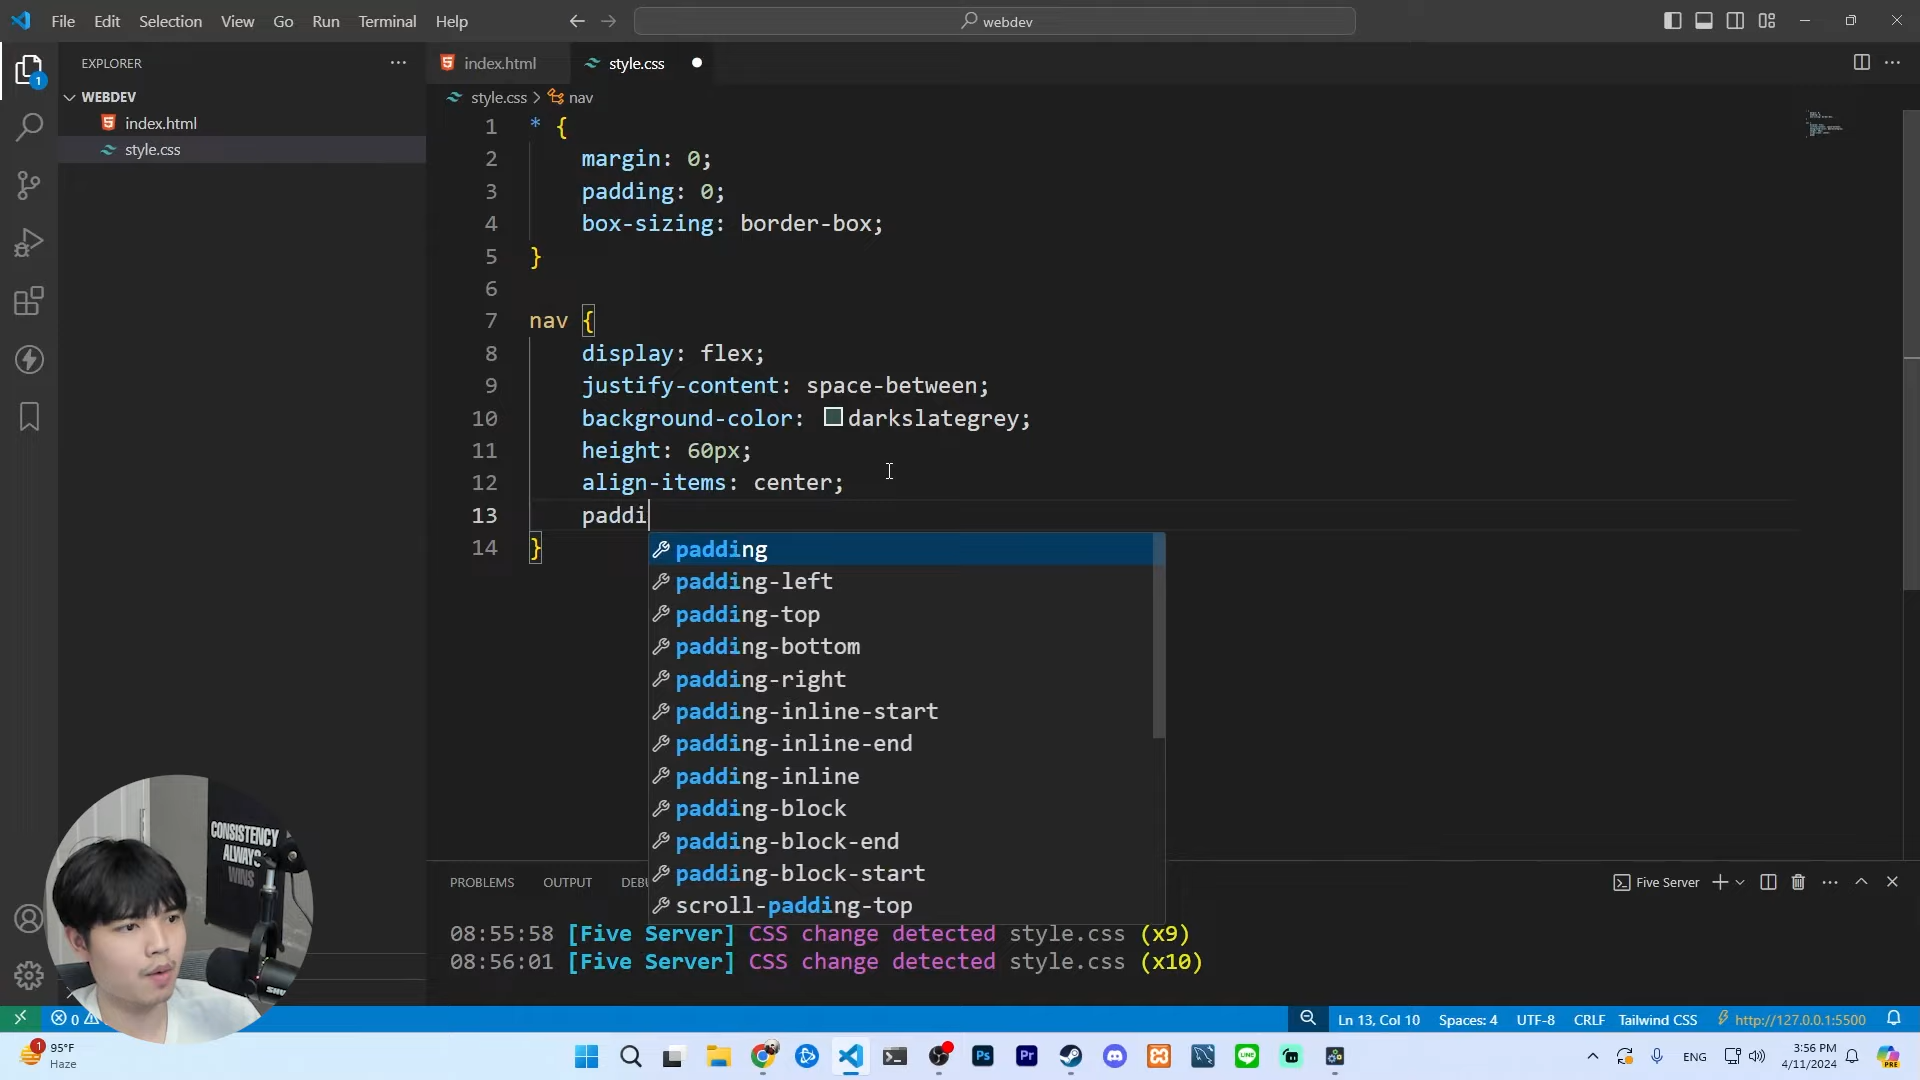 File Edit Selection View Go Run Terminal Help
webdev
EXPLORER
WEBDEV
index.html
style.css
1
index.html
style.css
style.css > nav
1 * {
2 margin: 0;
3 padding: 0;
4 box-sizing: border-box;
5 }
6
7 nav {
8 display: flex;
9 justify-content: space-between;
10 background-color: darkslategrey;
11 height: 60px;
12 align-items: center;
13 paddi
14 }
padding
padding-left
padding-top
padding-bottom
padding-right
padding-inline-start
padding-inline-end
padding-inline
padding-block
padding-block-end
padding-block-start
scroll-padding-top
PROBLEMS OUTPUT DEBU
Five Server
08:55:58 [Five Server] CSS change detected style.css (x9)
08:56:01 [Five Server] CSS change detected style.css (x10)
CONSISTENCY
ALWAYS
WINS
0
Ln 13, Col 10 Spaces: 4 UTF-8 CRLF Tailwind CSS http://127.0.0.1:5500
1
95°F
Haze
Ps
Pr
LINE
ENG
3:56 PM
4/11/2024
PRE